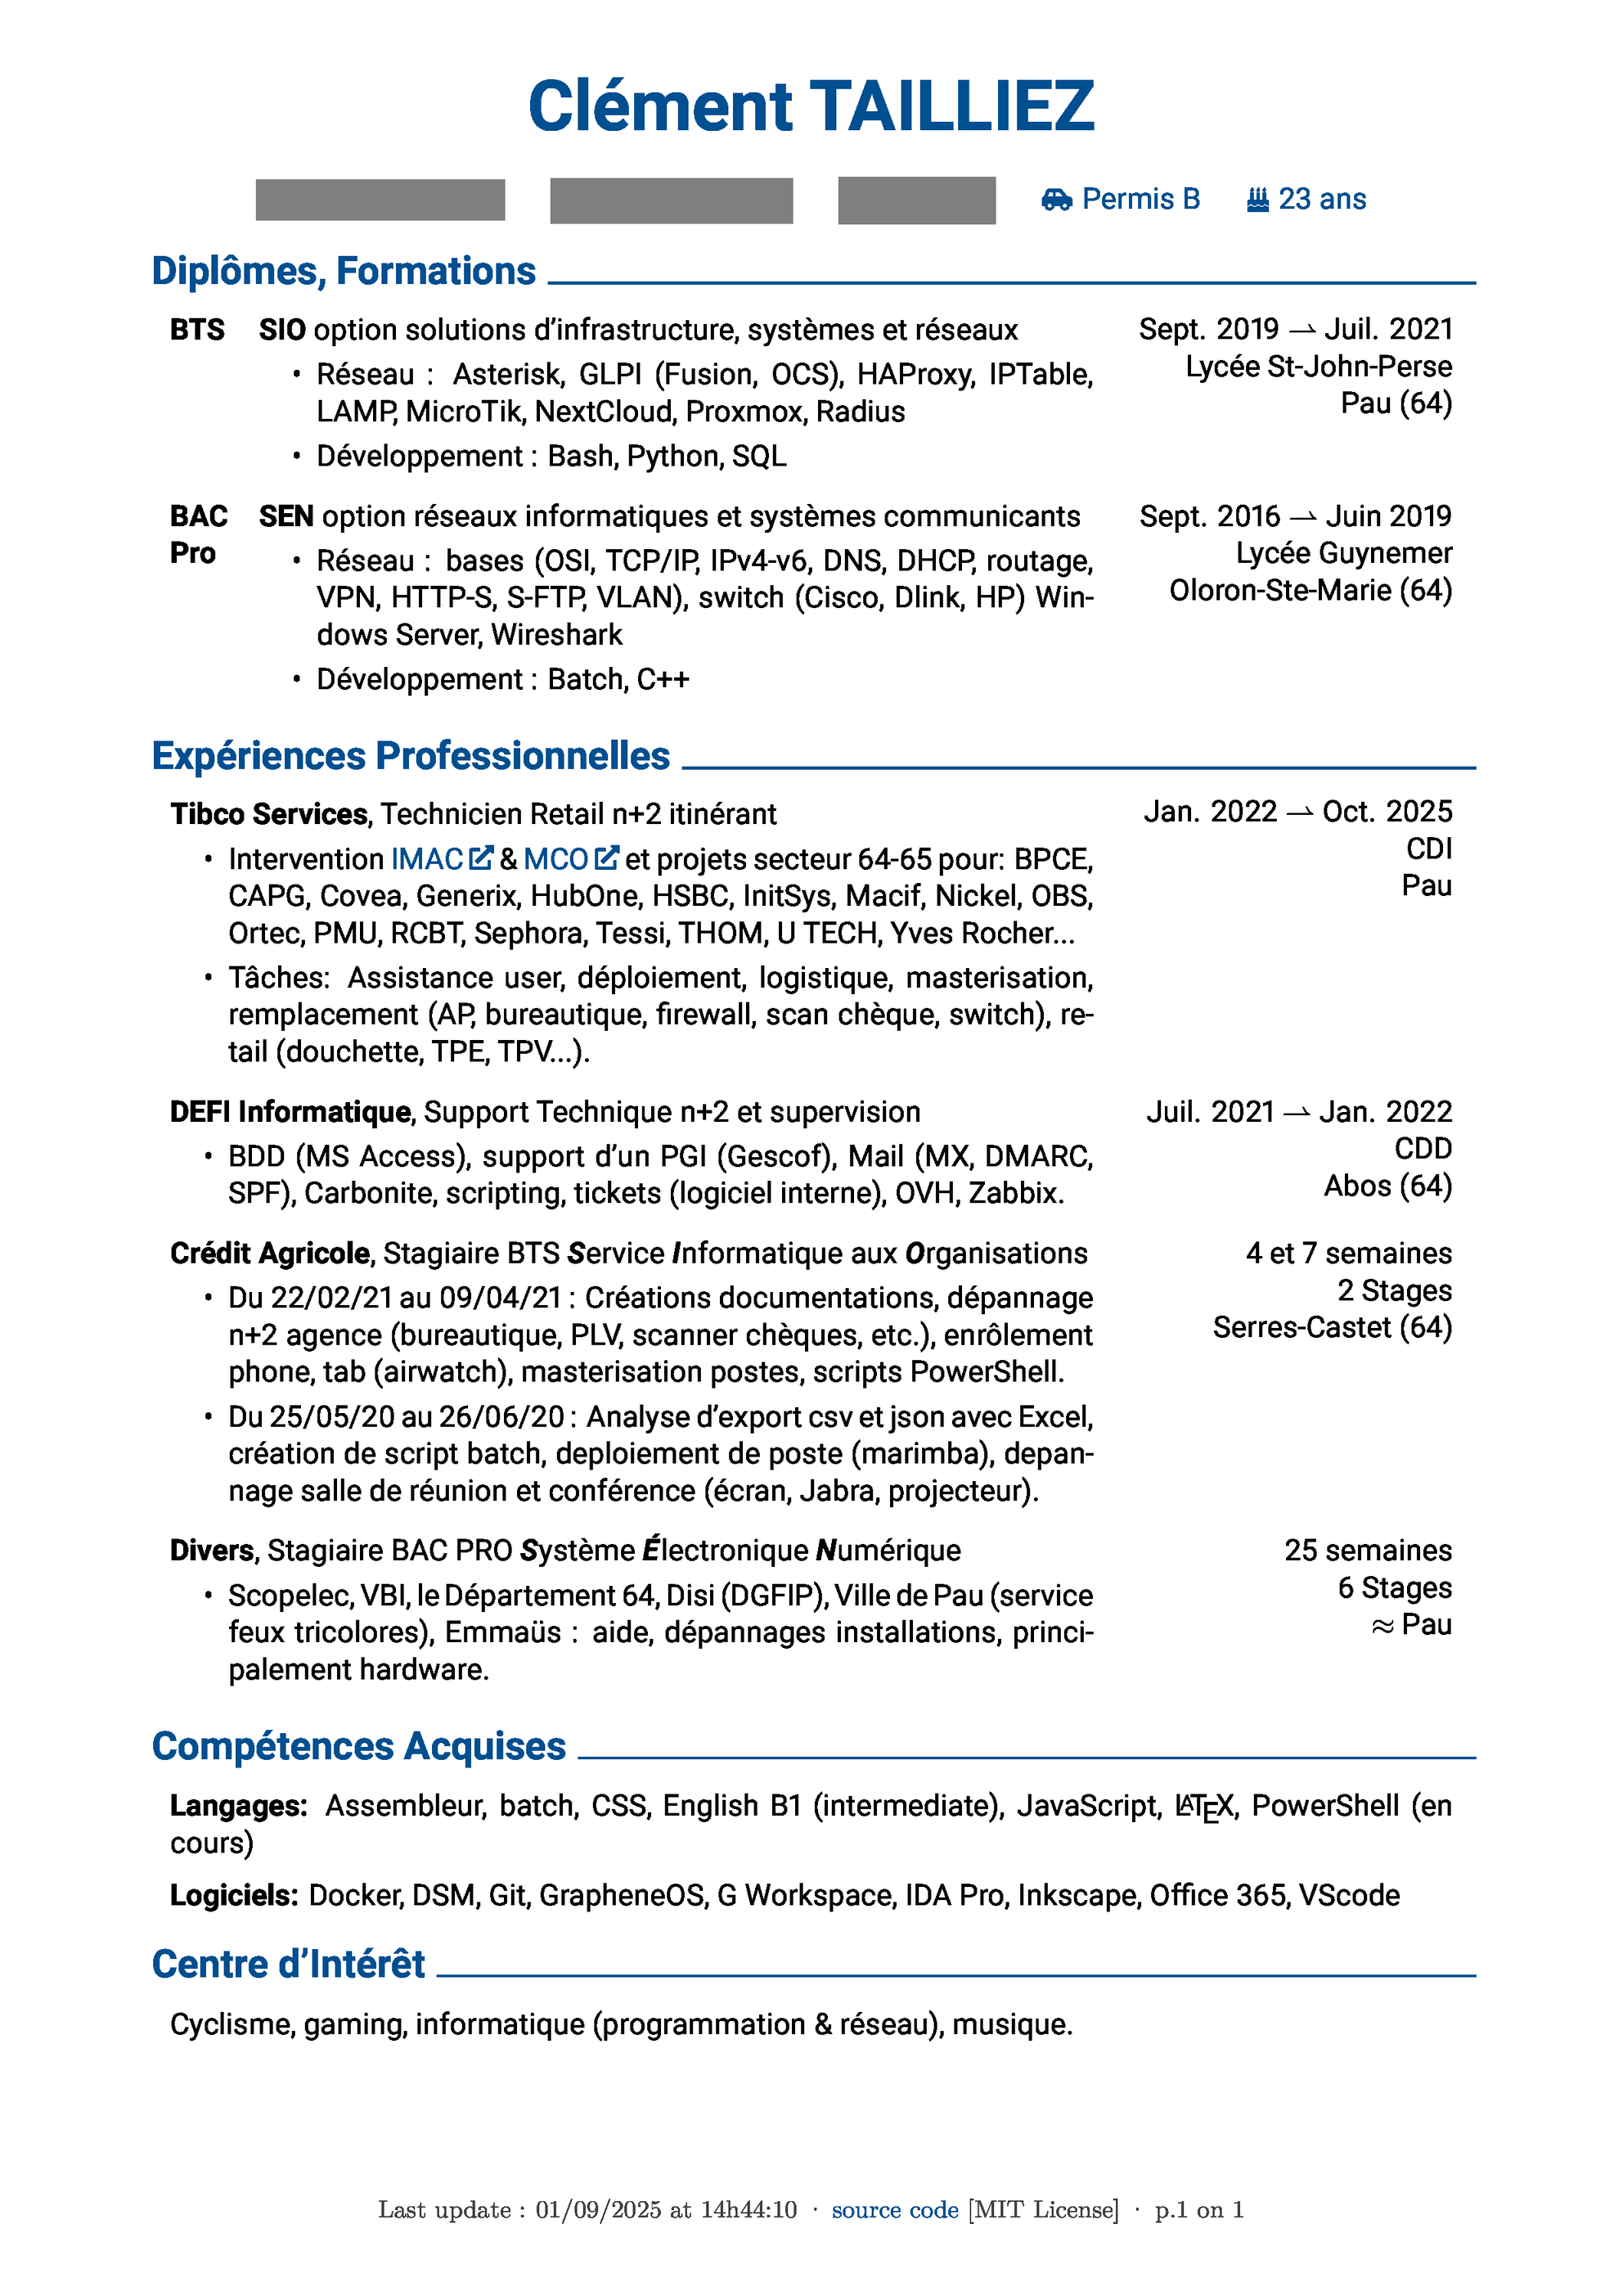 Clément TAILLIEZ
Permis B 23 ans
Diplômes, Formations
BTS SIO option solutions d'infrastructure, systèmes et réseaux
Sept. 2019 ⇀ Juil. 2021
Lycée St-John-Perse
Pau (64)
• Réseau : Asterisk, GLPI (Fusion, OCS), HAProxy, IPTable,
LAMP, MicroTik, NextCloud, Proxmox, Radius
• Développement : Bash, Python, SQL
BAC Pro
SEN option réseaux informatiques et systèmes communicants
Sept. 2016 ⇀ Juin 2019
Lycée Guynemer
Oloron-Ste-Marie (64)
• Réseau : bases (OSI, TCP/IP, IPv4-v6, DNS, DHCP, routage,
VPN, HTTP-S, S-FTP, VLAN), switch (Cisco, Dlink, HP) Win-
dows Server, Wireshark
• Développement : Batch, C++
Expériences Professionnelles
Tibco Services, Technicien Retail n+2 itinérant
Jan. 2022 ⇀ Oct. 2025
CDI
Pau
• Intervention IMAC & MCO et projets secteur 64-65 pour: BPCE,
CAPG, Covea, Generix, HubOne, HSBC, InitSys, Macif, Nickel, OBS,
Ortec, PMU, RCBT, Sephora, Tessi, THOM, U TECH, Yves Rocher...
• Tâches: Assistance user, déploiement, logistique, masterisation,
remplacement (AP, bureautique, firewall, scan chèque, switch), re-
tail (douchette, TPE, TPV...).
DEFI Informatique, Support Technique n+2 et supervision
Juil. 2021 ⇀ Jan. 2022
CDD
Abos (64)
• BDD (MS Access), support d'un PGI (Gescof), Mail (MX, DMARC,
SPF), Carbonite, scripting, tickets (logiciel interne), OVH, Zabbix.
Crédit Agricole, Stagiaire BTS Service Informatique aux Organisations
4 et 7 semaines
2 Stages
Serres-Castet (64)
• Du 22/02/21 au 09/04/21 : Créations documentations, dépannage
n+2 agence (bureautique, PLV, scanner chèques, etc.), enrôlement
phone, tab (airwatch), masterisation postes, scripts PowerShell.
• Du 25/05/20 au 26/06/20 : Analyse d'export csv et json avec Excel,
création de script batch, deploiement de poste (marimba), depan-
nage salle de réunion et conférence (écran, Jabra, projecteur).
Divers, Stagiaire BAC PRO Système Électronique Numérique
25 semaines
6 Stages
≈ Pau
• Scopelec, VBI, le Département 64, Disi (DGFIP), Ville de Pau (service
feux tricolores), Emmaüs : aide, dépannages installations, princi-
palement hardware.
Compétences Acquises
Langages: Assembleur, batch, CSS, English B1 (intermediate), JavaScript, LATEX, PowerShell (en
cours)
Logiciels: Docker, DSM, Git, GrapheneOS, G Workspace, IDA Pro, Inkscape, Office 365, VScode
Centre d'Intérêt
Cyclisme, gaming, informatique (programmation & réseau), musique.
Last update : 01/09/2025 at 14h44:10 · source code [MIT License] · p.1 on 1